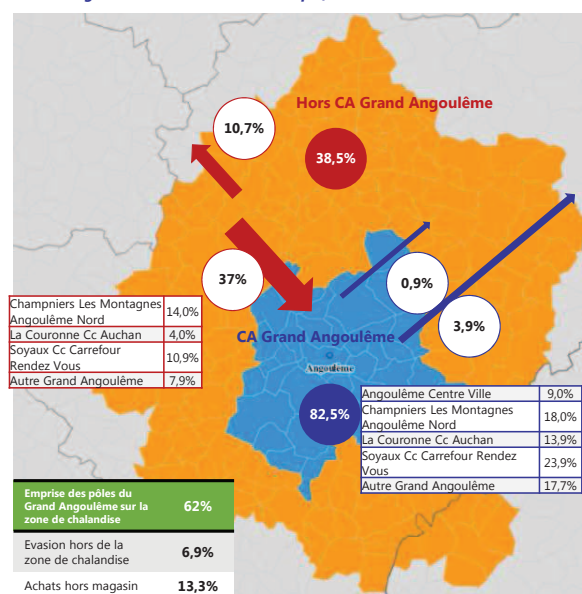 Hors CA Grand Angoulême
10,7%
38,5%
37%
0,9%
3,9%
Champniers Les Montagnes
Angoulême Nord 14,0%
La Couronne Cc Auchan 4,0%
Soyaux Cc Carrefour
Rendez Vous 10,9%
Autre Grand Angoulême 7,9%
CA Grand Angoulême
Angoulême
82,5%
Angoulême Centre Ville 9,0%
Champniers Les Montagnes
Angoulême Nord 18,0%
La Couronne Cc Auchan 13,9%
Soyaux Cc Carrefour Rendez
Vous 23,9%
Autre Grand Angoulême 17,7%
Emprise des pôles du
Grand Angoulême sur la
zone de chalandise 62%
Evasion hors de la
zone de chalandise 6,9%
Achats hors magasin 13,3%